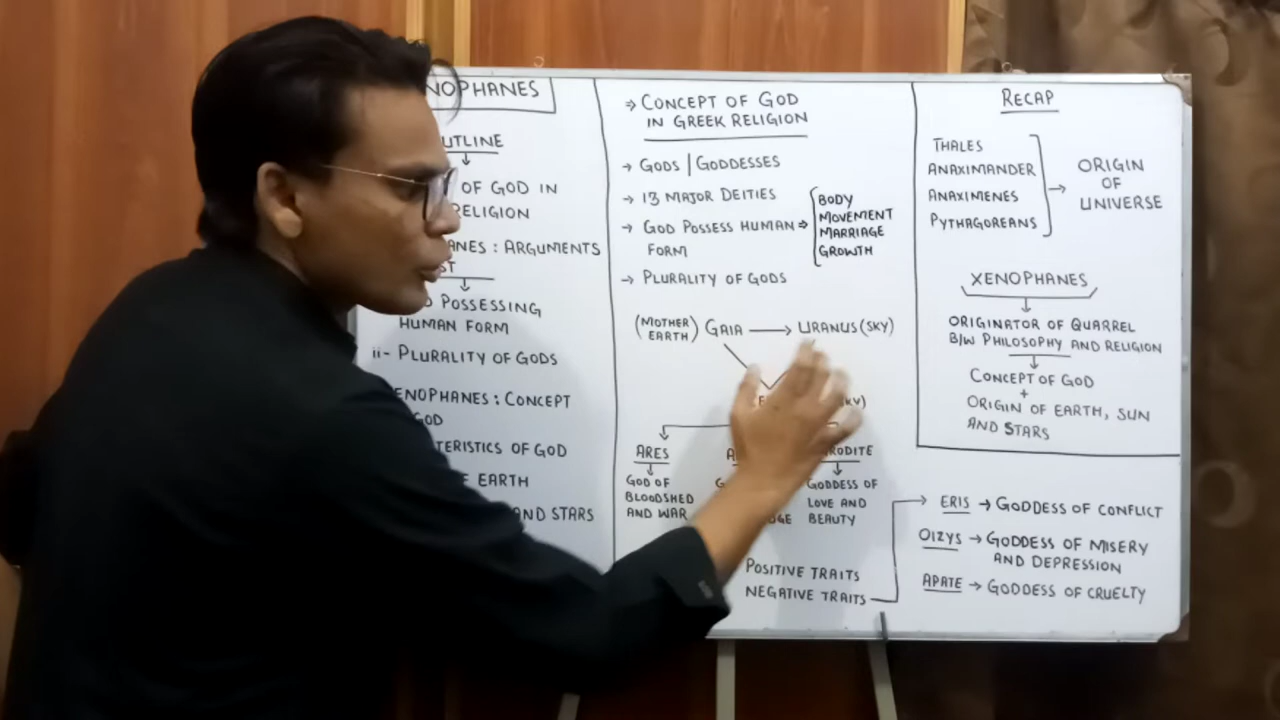 NOPHANES
UTLINE
OF GOD IN
RELIGION
ANES : ARGUMENTS
ST
POSSESSING
HUMAN FORM
ii- PLURALITY OF GODS
ENOPHANES : CONCEPT
GOD
TERISTICS OF GOD
EARTH
AND STARS
⇒ CONCEPT OF GOD
IN GREEK RELIGION
→ GODS | GODDESSES
→ 13 MAJOR DEITIES
→ GOD POSSESS HUMAN ⇒
FORM
BODY
MOVEMENT
MARRIAGE
GROWTH
→ PLURALITY OF GODS
(MOTHER EARTH) GAIA → URANUS (SKY)
ARES
GOD OF
BLOODSHED
AND WAR
RODITE
GODDESS OF
LOVE AND
BEAUTY
POSITIVE TRAITS
NEGATIVE TRAITS
RECAP
THALES
ANAXIMANDER
ANAXIMENES
PYTHAGOREANS
→ ORIGIN
OF
UNIVERSE
XENOPHANES
ORIGINATOR OF QUARREL
B/W PHILOSOPHY AND RELIGION
CONCEPT OF GOD
+
ORIGIN OF EARTH, SUN
AND STARS
ERIS → GODDESS OF CONFLICT
OIZYS → GODDESS OF MISERY
AND DEPRESSION
APATE → GODDESS OF CRUELTY